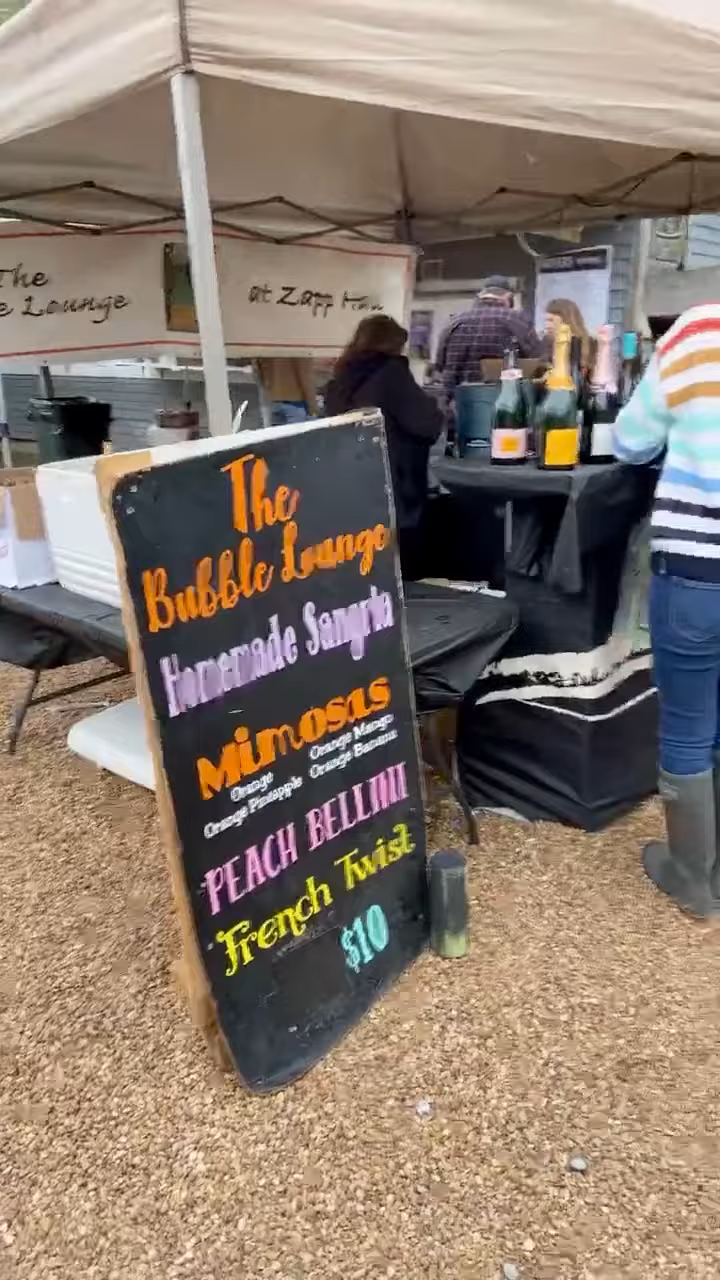 The
e Lounge
at Zapp Hall
The
Bubble Lounge
Homemade Sangria
Mimosas
Orange
Orange Mango
Orange Pineapple
Orange Banana
PEACH BELLINI
French Twist
$10